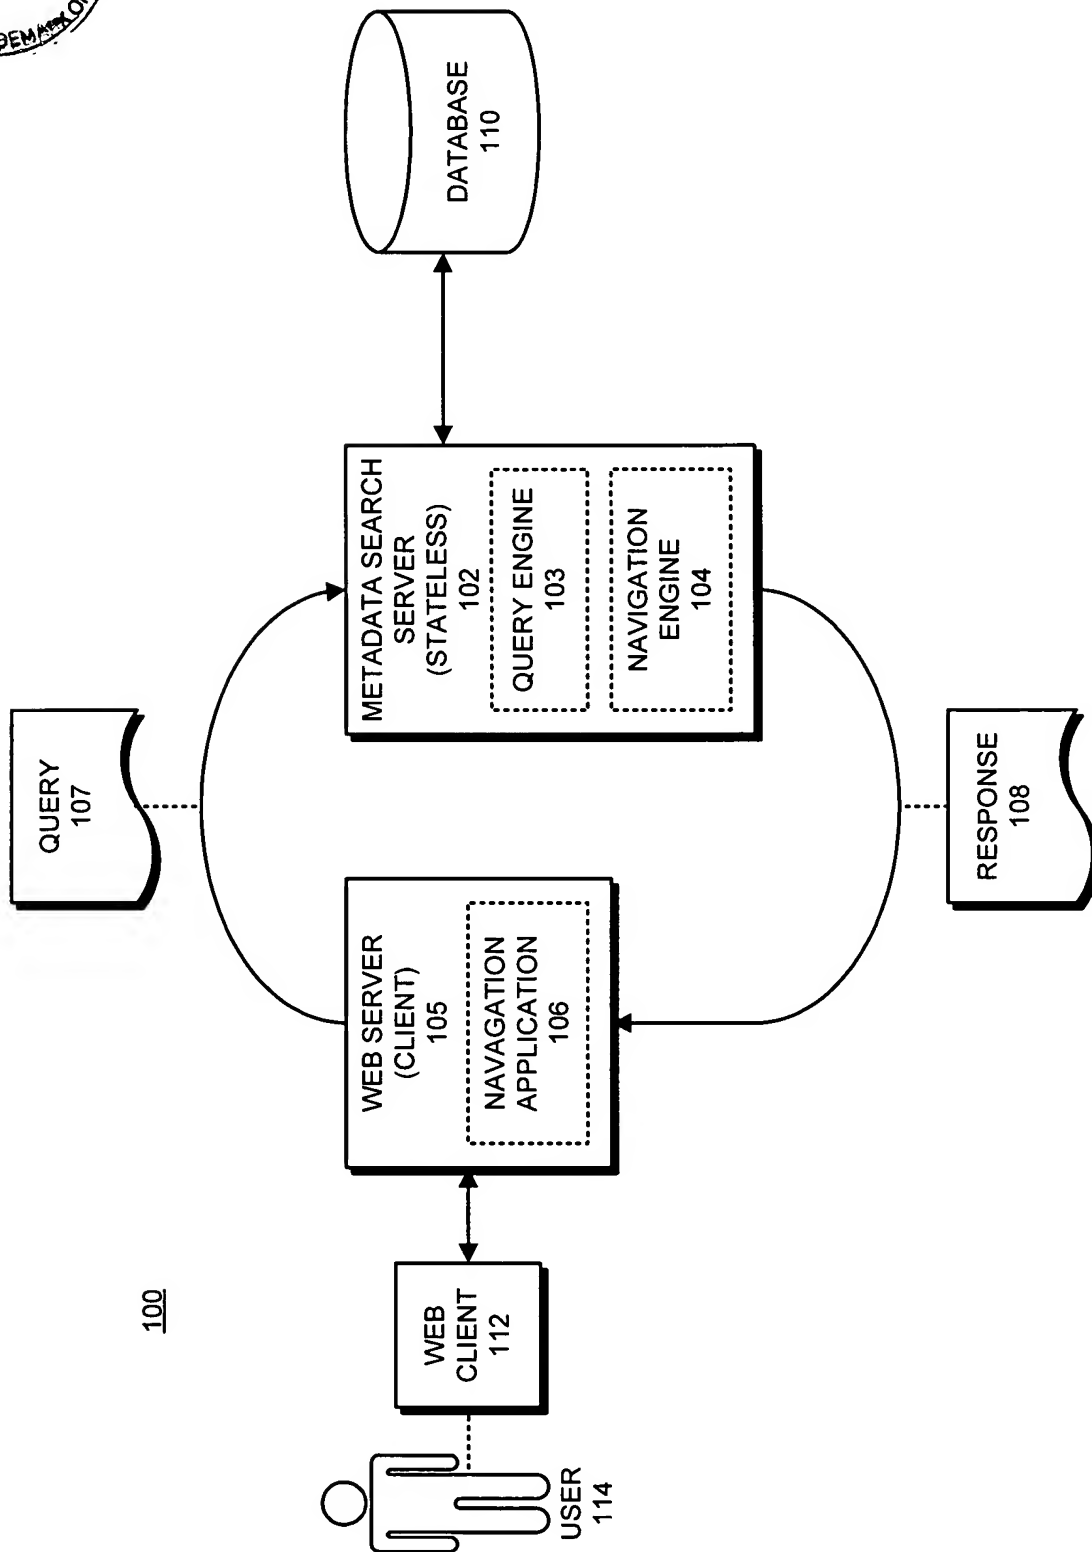 DEMARK
100
USER
114
WEB
CLIENT
112
WEB SERVER
(CLIENT)
105
NAVAGATION
APPLICATION
106
QUERY
107
RESPONSE
108
METADATA SEARCH
SERVER
(STATELESS)
102
QUERY ENGINE
103
NAVIGATION
ENGINE
104
DATABASE
110